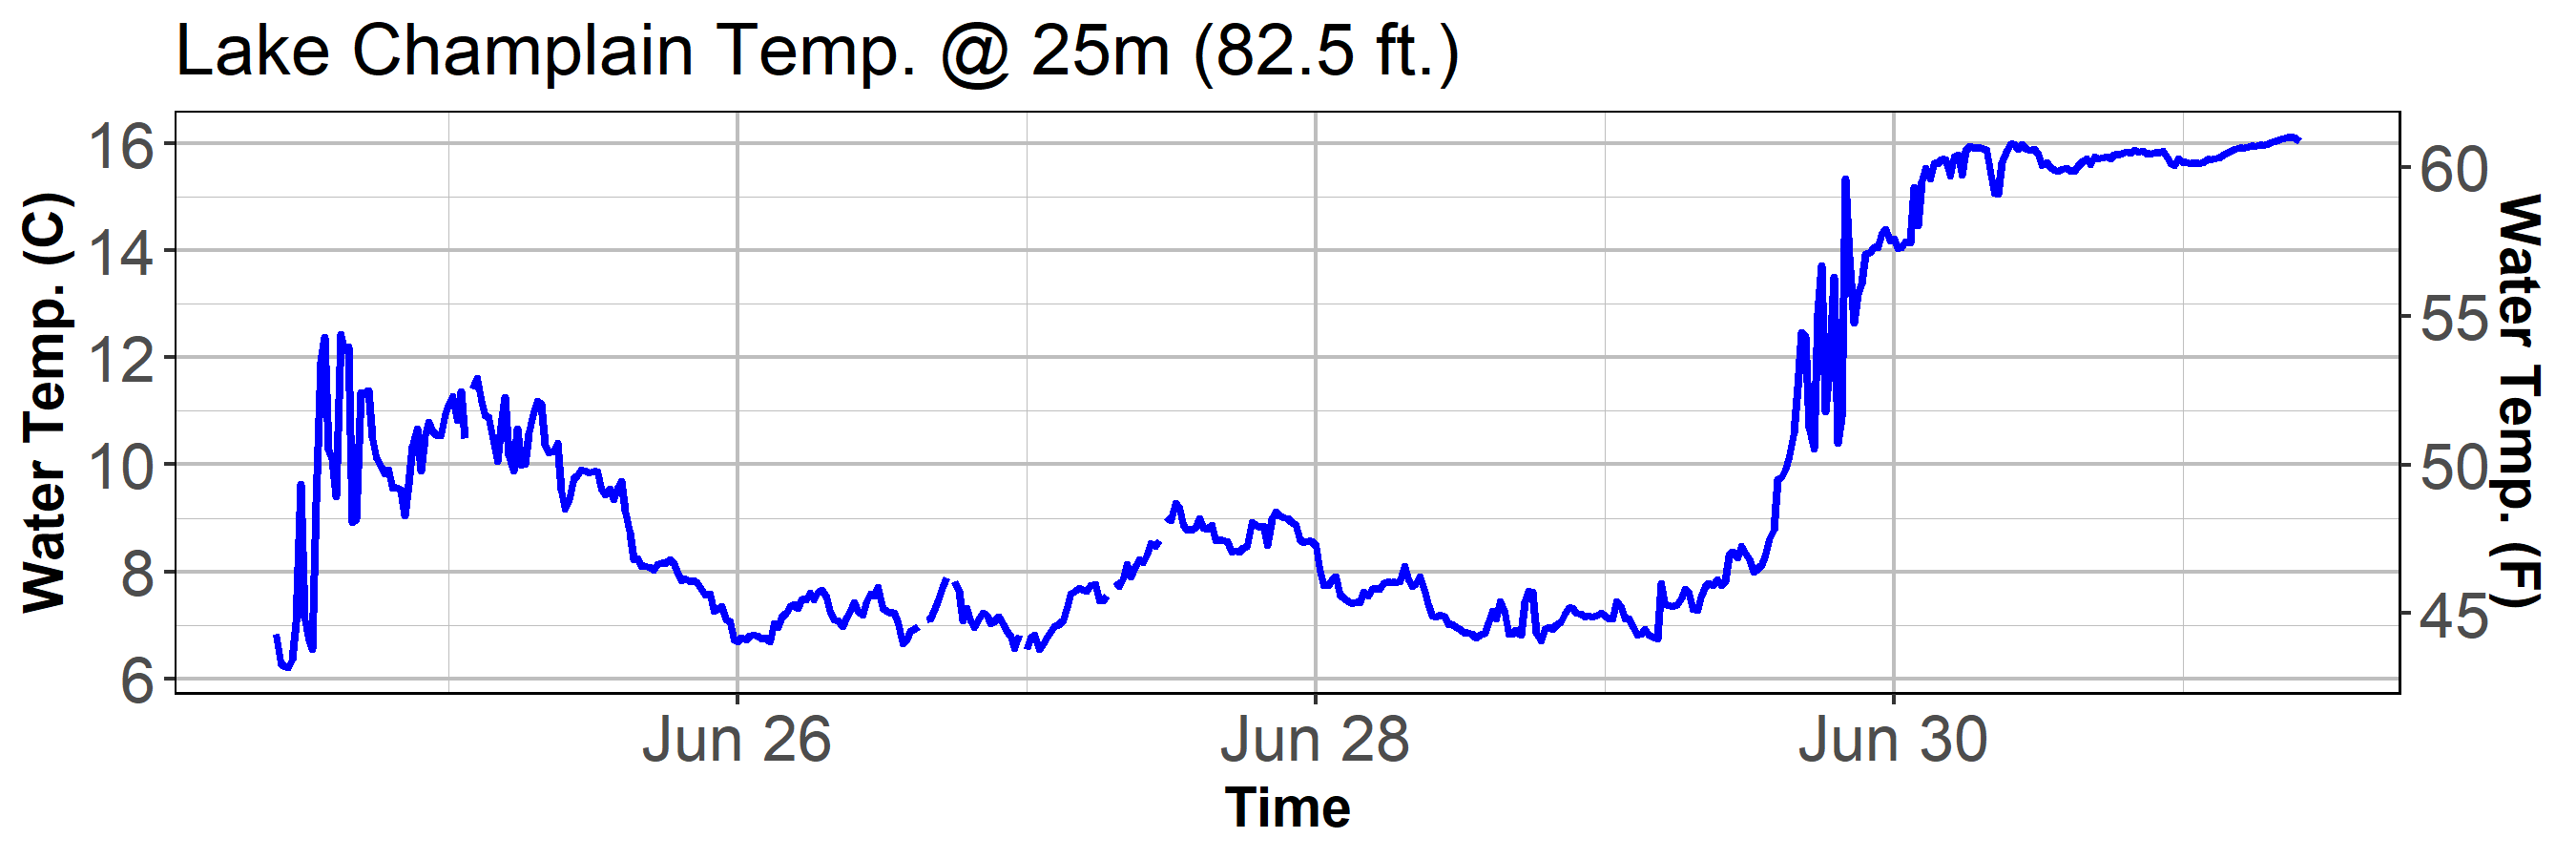 Lake Champlain Temp. @ 25m (82.5 ft.)
Water Temp. (C)
16
14
12
10
8
6
60
55
50
45
Water Temp. (F)
Jun 26 Jun 28 Jun 30
Time